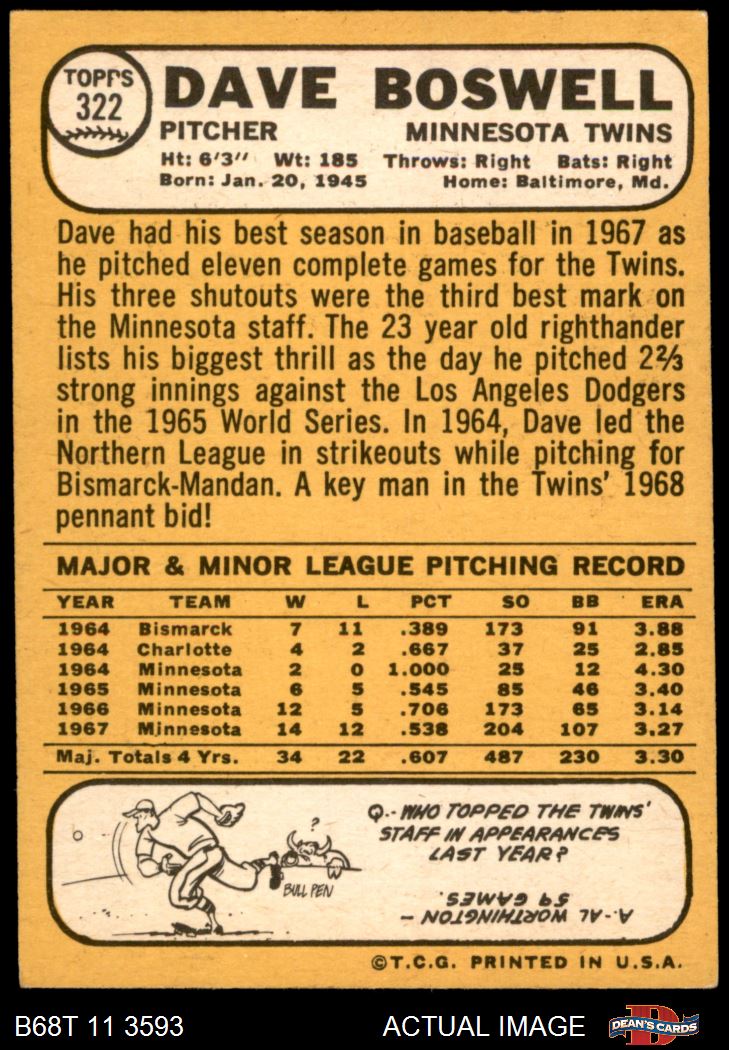 TOPPS
322
DAVE BOSWELL
PITCHER MINNESOTA TWINS
Ht: 6'3" Wt: 185 Throws: Right Bats: Right
Born: Jan. 20, 1945 Home: Baltimore, Md.
Dave had his best season in baseball in 1967 as
he pitched eleven complete games for the Twins.
His three shutouts were the third best mark on
the Minnesota staff. The 23 year old righthander
lists his biggest thrill as the day he pitched 2⅔
strong innings against the Los Angeles Dodgers
in the 1965 World Series. In 1964, Dave led the
Northern League in strikeouts while pitching for
Bismarck-Mandan. A key man in the Twins' 1968
pennant bid!
MAJOR & MINOR LEAGUE PITCHING RECORD
YEAR TEAM W L PCT SO BB ERA
1964 Bismarck 7 11 .389 173 91 3.88
1964 Charlotte 4 2 .667 37 25 2.85
1964 Minnesota 2 0 1.000 25 12 4.30
1965 Minnesota 6 5 .545 85 46 3.40
1966 Minnesota 12 5 .706 173 65 3.14
1967 Minnesota 14 12 .538 204 107 3.27
Maj. Totals 4 Yrs. 34 22 .607 487 230 3.30
?
BULL PEN
Q.- WHO TOPPED THE TWINS'
STAFF IN APPEARANCES
LAST YEAR?
A.- AL WORTHINGTON –
59 GAMES.
©T.C.G. PRINTED IN U.S.A.
B68T 11 3593 ACTUAL IMAGE
D
DEAN'S CARDS